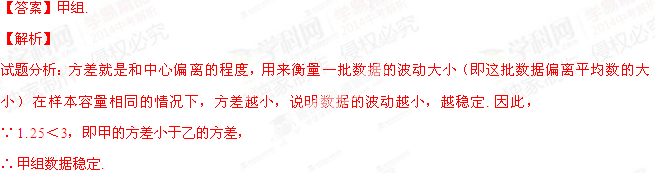 【答案】甲组.
【解析】
试题分析：方差就是和中心偏离的程度，用来衡量一批数据的波动大小（即这批数据偏离平均数的大
小）在样本容量相同的情况下，方差越小，说明数据的波动越小，越稳定. 因此，
∵1.25＜3，即甲的方差小于乙的方差，
∴甲组数据稳定.